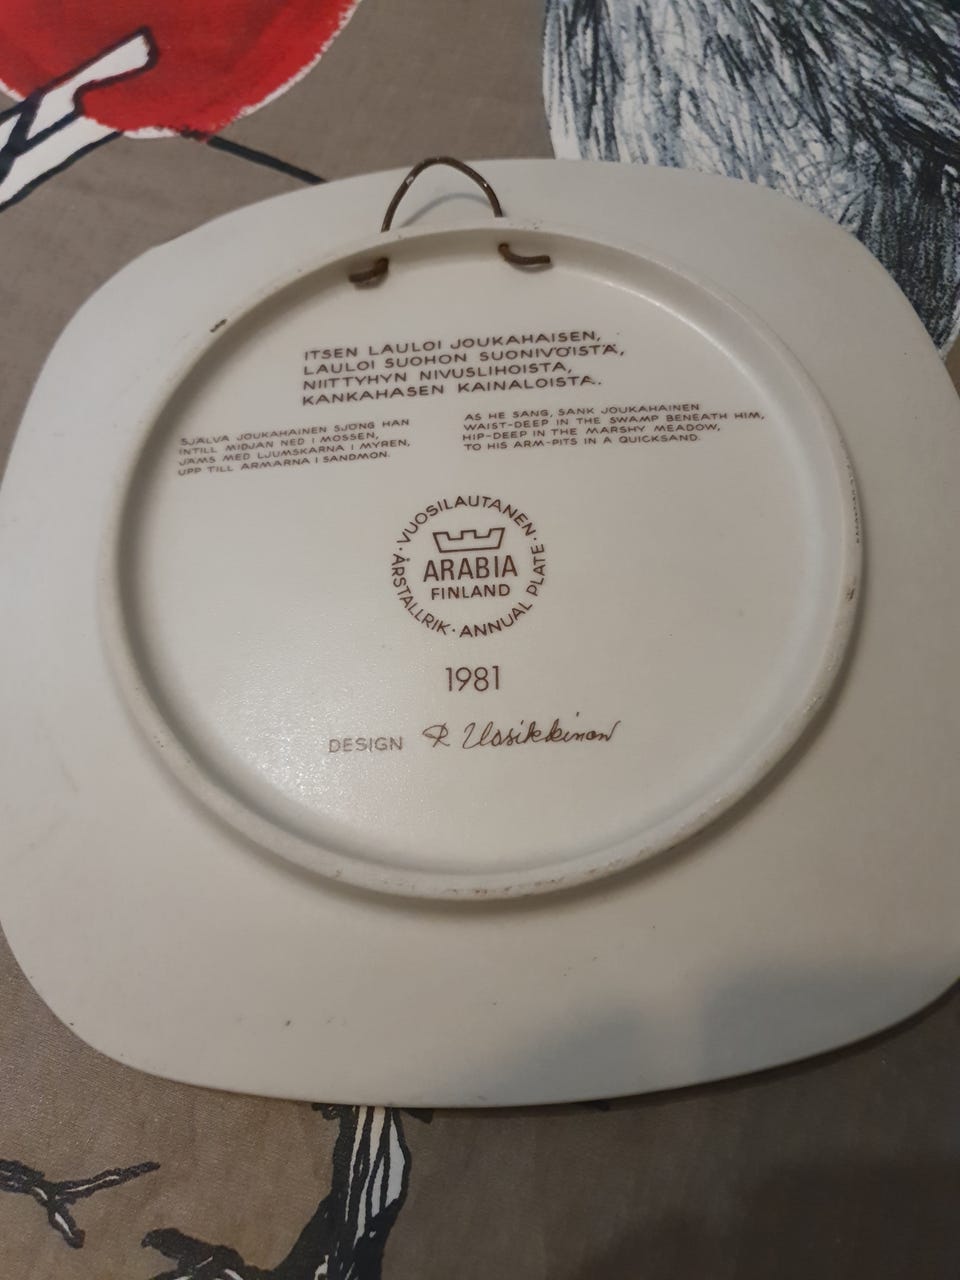 ITSEN LAULOI JOUKAHAISEN,
LAULOI SUOHON SUONIVÖISTÄ,
NIITTYHYN NIVUSLIHOISTA,
KANKAHASEN KAINALOISTA.
SJÄLVA JOUKAHAINEN SJÖNG HAN
INTILL MIDJAN NED I MOSSEN,
JÄMS MED LJUMSKARNA I MYREN,
UPP TILL ARMARNA I SANDMON.
AS HE SANG, SANK JOUKAHAINEN
WAIST-DEEP IN THE SWAMP BENEATH HIM,
HIP-DEEP IN THE MARSHY MEADOW,
TO HIS ARM-PITS IN A QUICKSAND.
· VUOSILAUTANEN · ANNUAL PLATE · ÅRSTALLRIK
ARABIA
FINLAND
1981
DESIGN R Uosikkinen